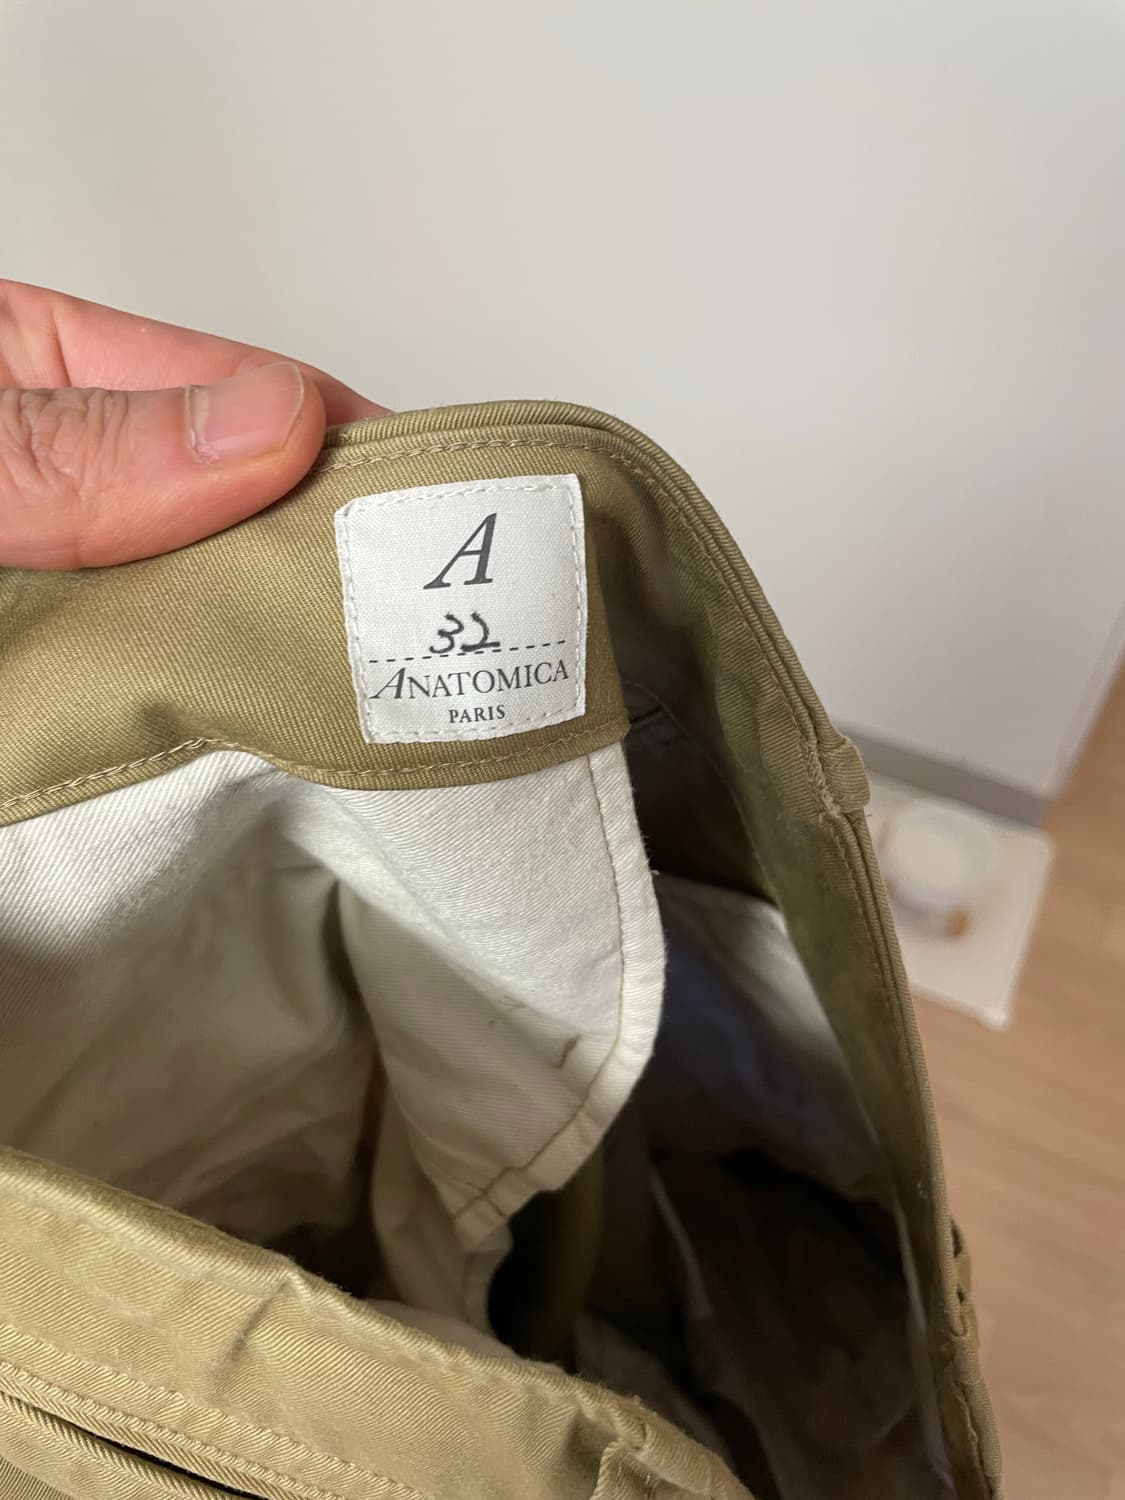 A
32
ANATOMICA
PARIS